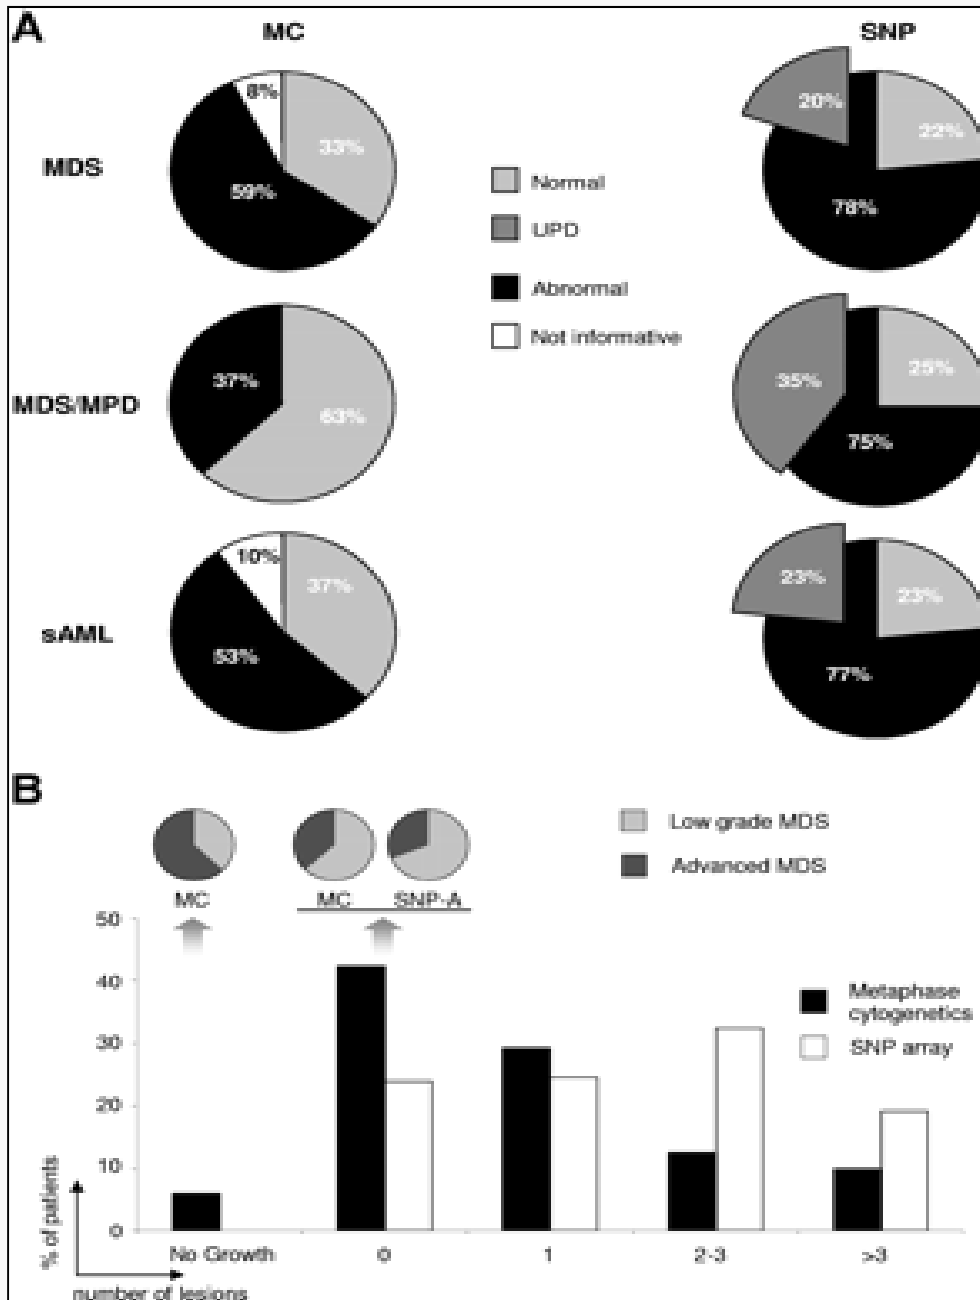 A
MC
SNP
MDS
8%
33%
59%
20%
22%
78%
Normal
UPD
Abnormal
Not informative
MDS/MPD
37%
63%
35%
25%
75%
sAML
10%
37%
53%
23%
23%
77%
B
MC
MC
SNP-A
Low grade MDS
Advanced MDS
Metaphase
cytogenetics
SNP array
50
40
30
20
10
0
% of patients
No Growth
0
1
2-3
>3
number of lesions